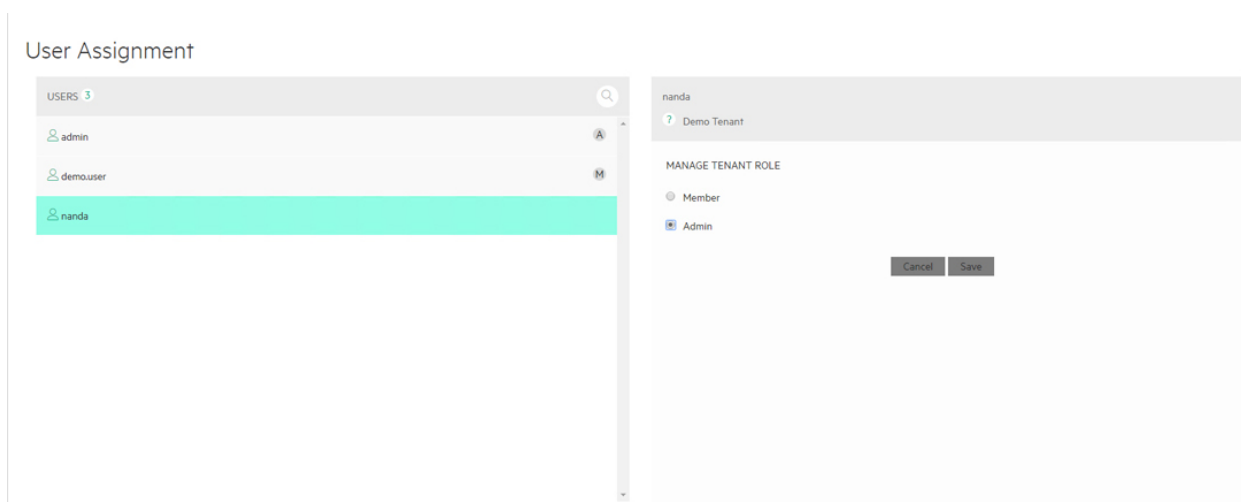 User Assignment
USERS 3
admin A
demo.user M
nanda
nanda
? Demo Tenant
MANAGE TENANT ROLE
Member
Admin
Cancel Save